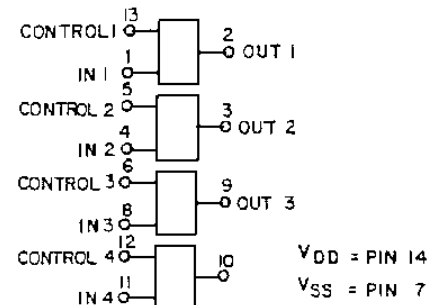 13
CONTROL 1
2
OUT 1
1
IN 1
5
CONTROL 2
3
OUT 2
4
IN 2
6
CONTROL 3
9
OUT 3
8
IN 3
12
CONTROL 4
10
11
IN 4
VDD = PIN 14
VSS = PIN 7